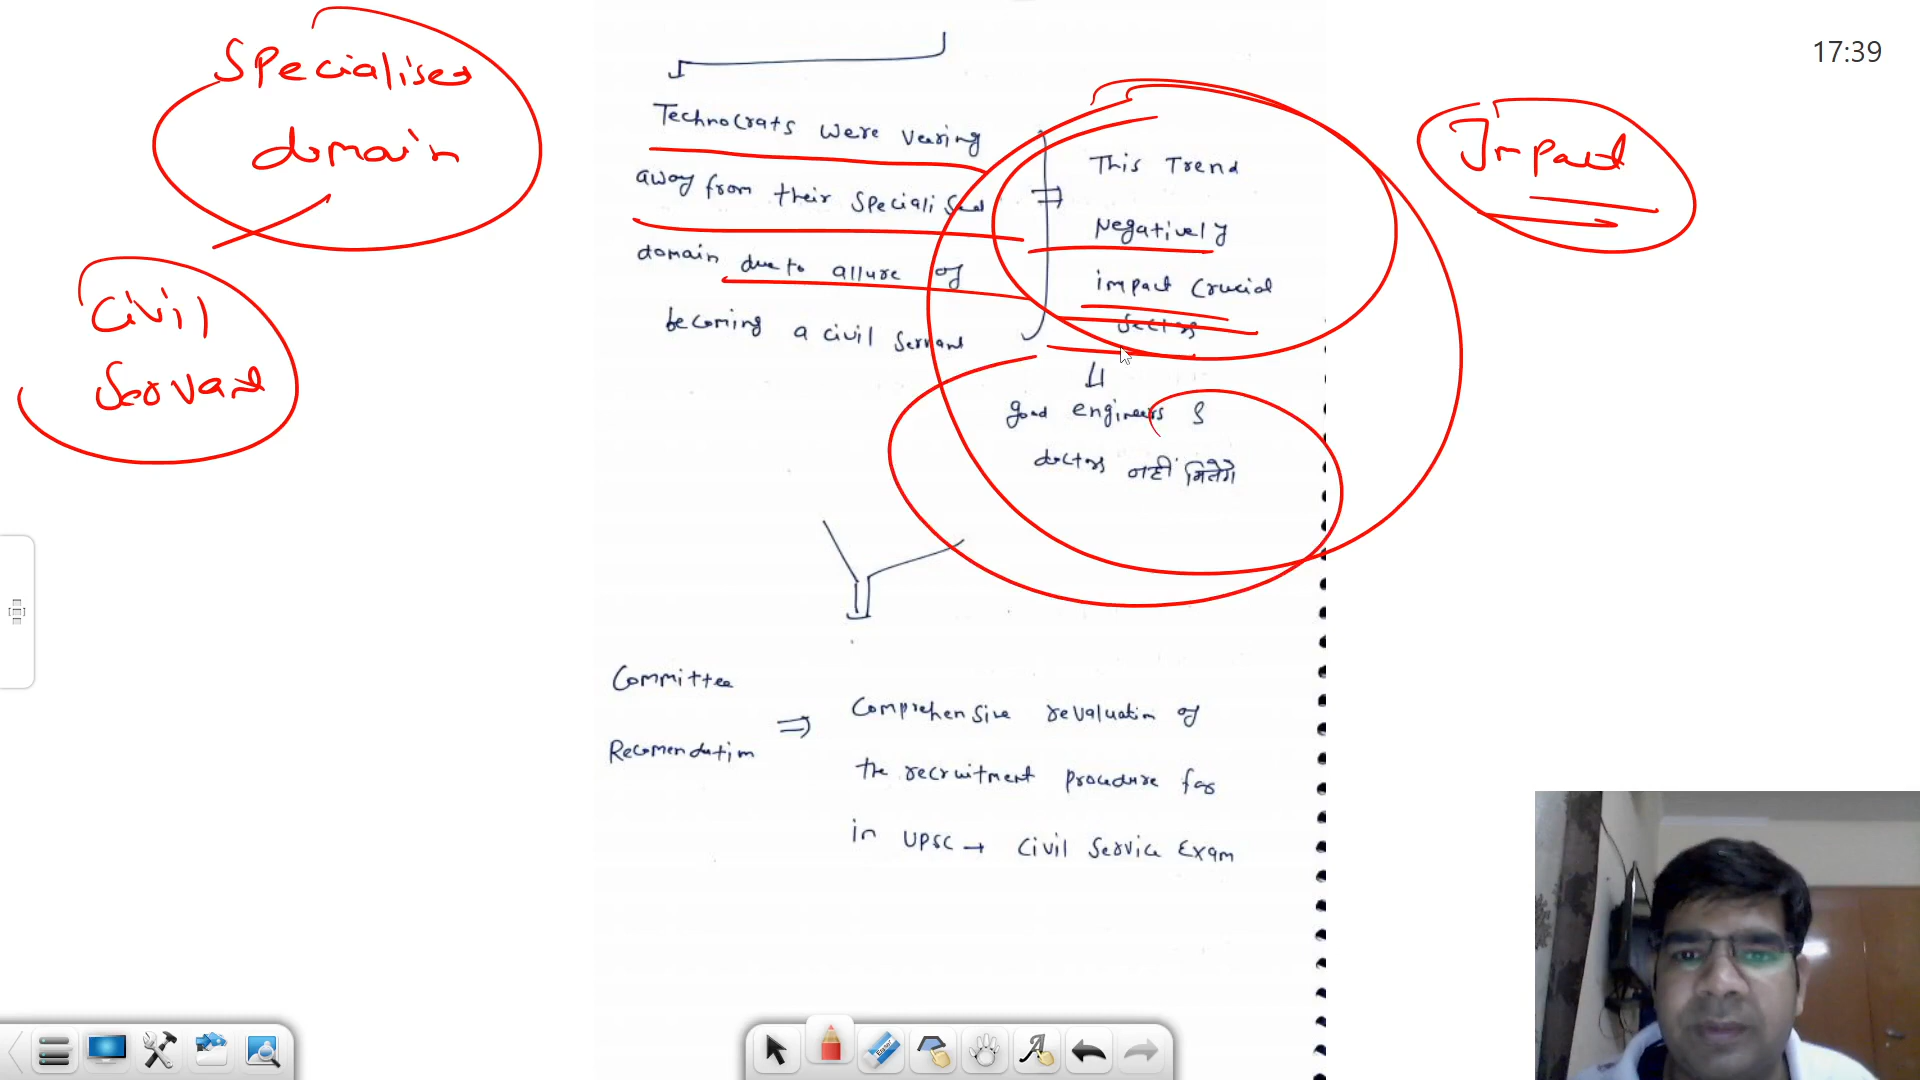 Specialised
domain
Civil
Servant
17:39
Impact
Technocrats were veering
away from their specialised
domain due to allure of
becoming a civil servant
This Trend
Negatively
impact crucial
sectors
good engineers &
doctors नहीं मिलेगे
Committee
Recomendation
Comprehensive revaluation of
the recruitment procedure for
in UPSC → Civil Service Exam